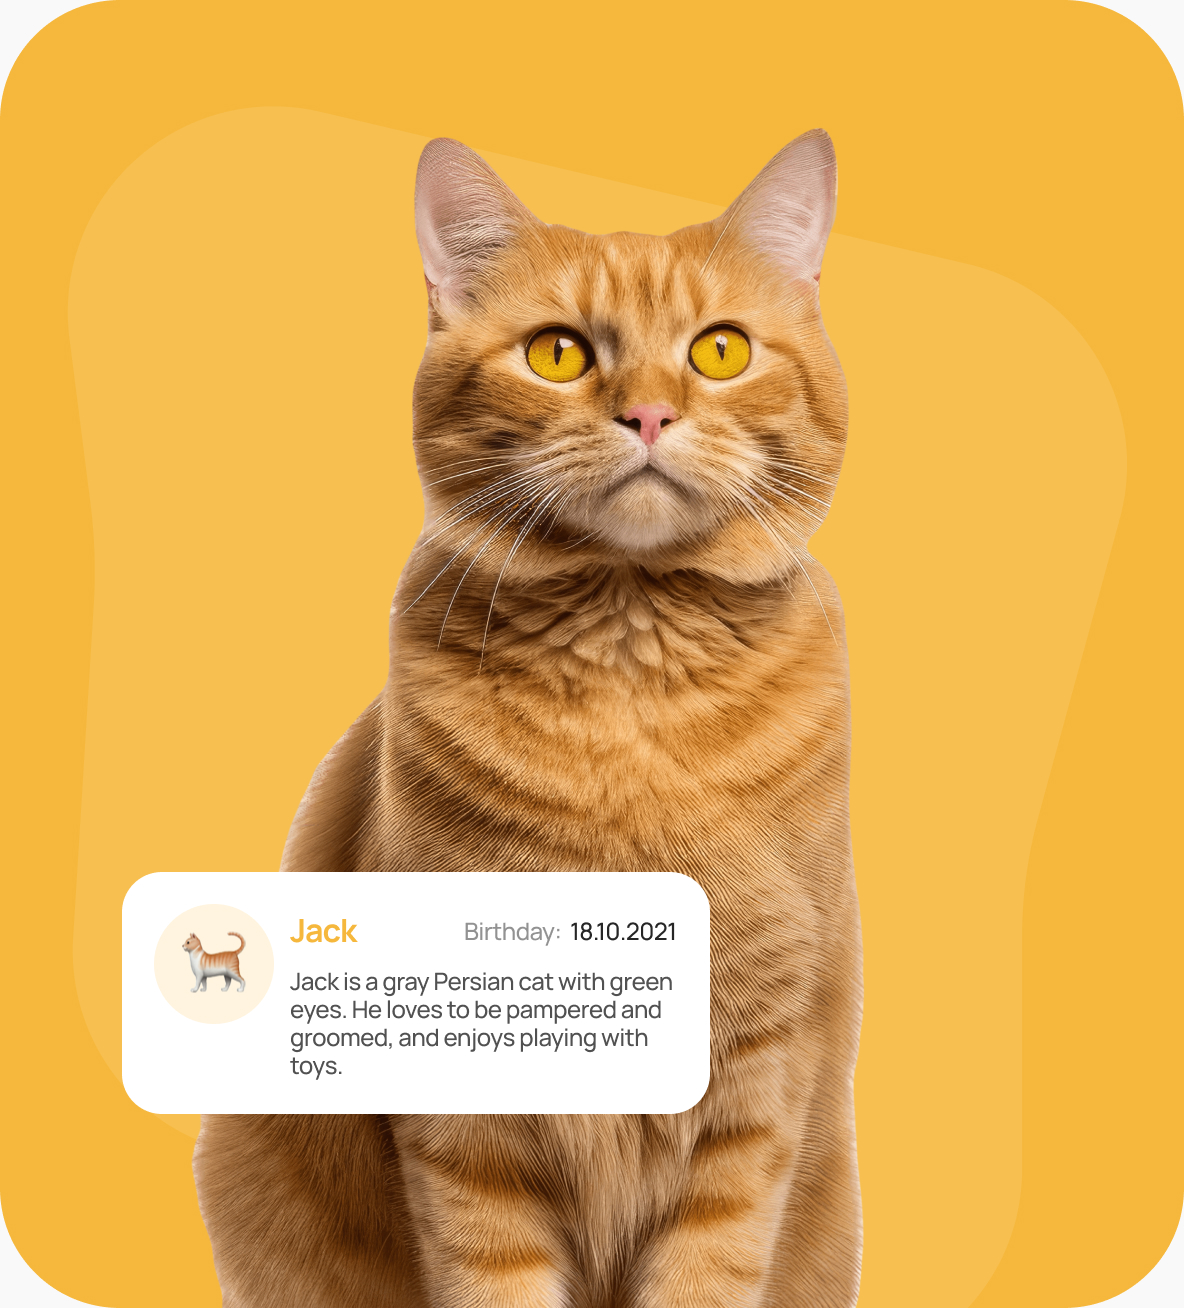 Jack
Birthday: 18.10.2021
Jack is a gray Persian cat with green
eyes. He loves to be pampered and
groomed, and enjoys playing with
toys.